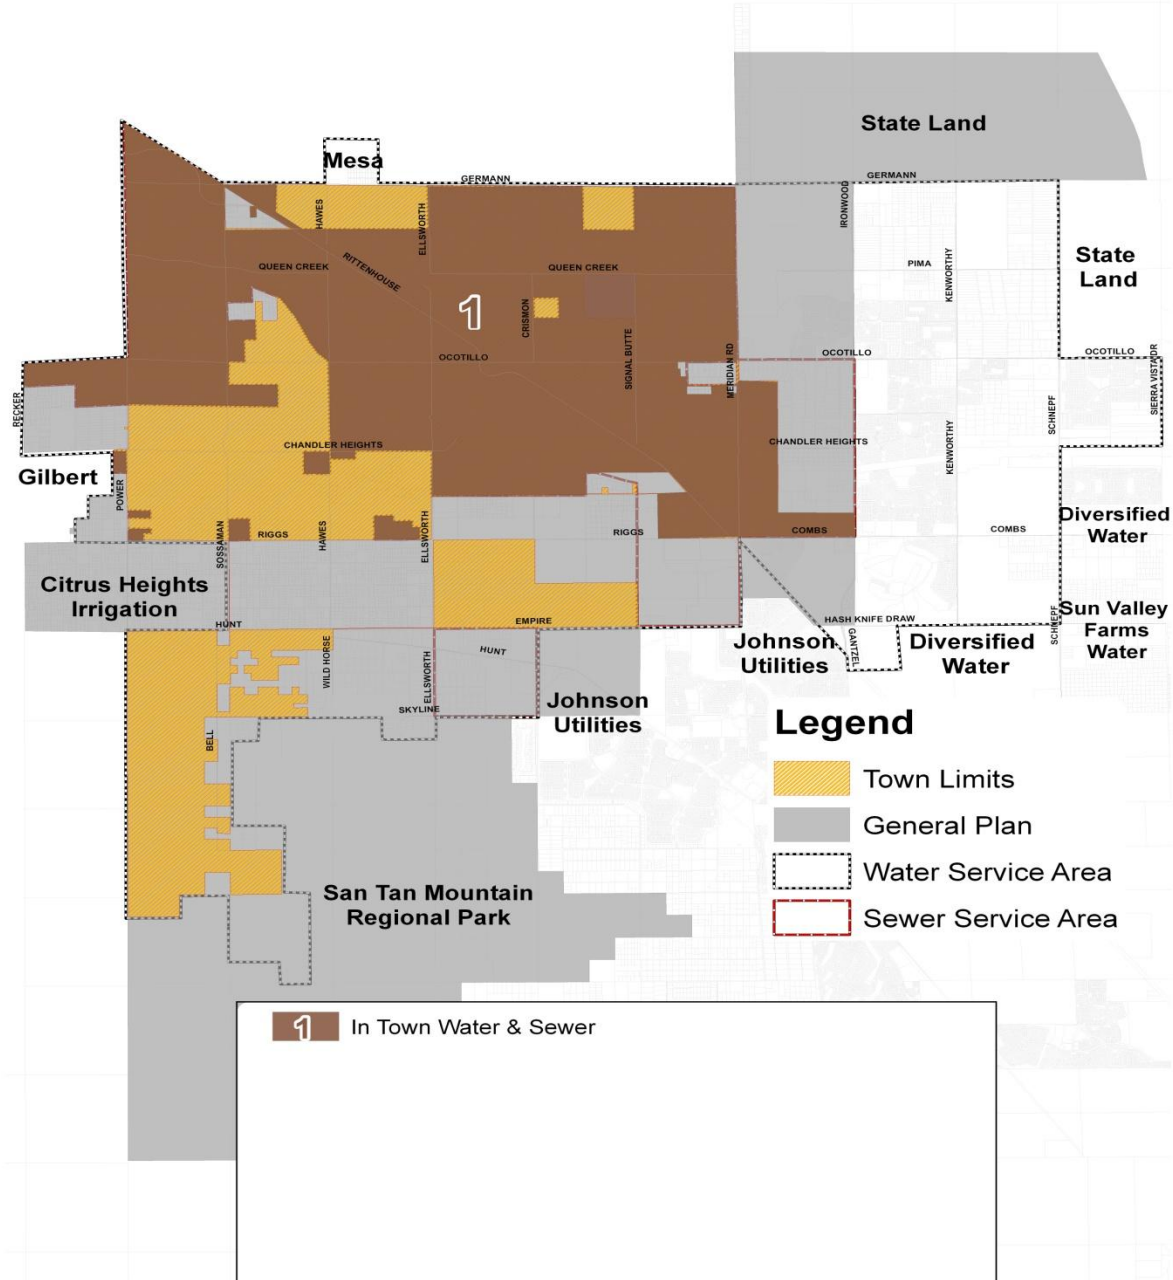 State Land
Mesa
GERMANN
GERMANN
HAWES
ELLSWORTH
IRONWOOD
QUEEN CREEK
RITTENHOUSE
QUEEN CREEK
PIMA
KENWORTHY
State
Land
1
CRISMON
SIGNAL BUTTE
OCOTILLO
MERIDIAN RD
OCOTILLO
OCOTILLO
SIERRA VISTA DR
RECKER
SCHNEPF
CHANDLER HEIGHTS
CHANDLER HEIGHTS
KENWORTHY
Gilbert
POWER
SOSSAMAN
RIGGS
HAWES
ELLSWORTH
RIGGS
COMBS
COMBS
Diversified
Water
Citrus Heights
Irrigation
HUNT
EMPIRE
HASH KNIFE DRAW
SCHNEPF
Sun Valley
Farms
Water
WILD HORSE
ELLSWORTH
HUNT
Johnson
Utilities
GANTZEL
Diversified
Water
SKYLINE
Johnson
Utilities
BELL
Legend
Town Limits
General Plan
Water Service Area
Sewer Service Area
San Tan Mountain
Regional Park
1 In Town Water & Sewer